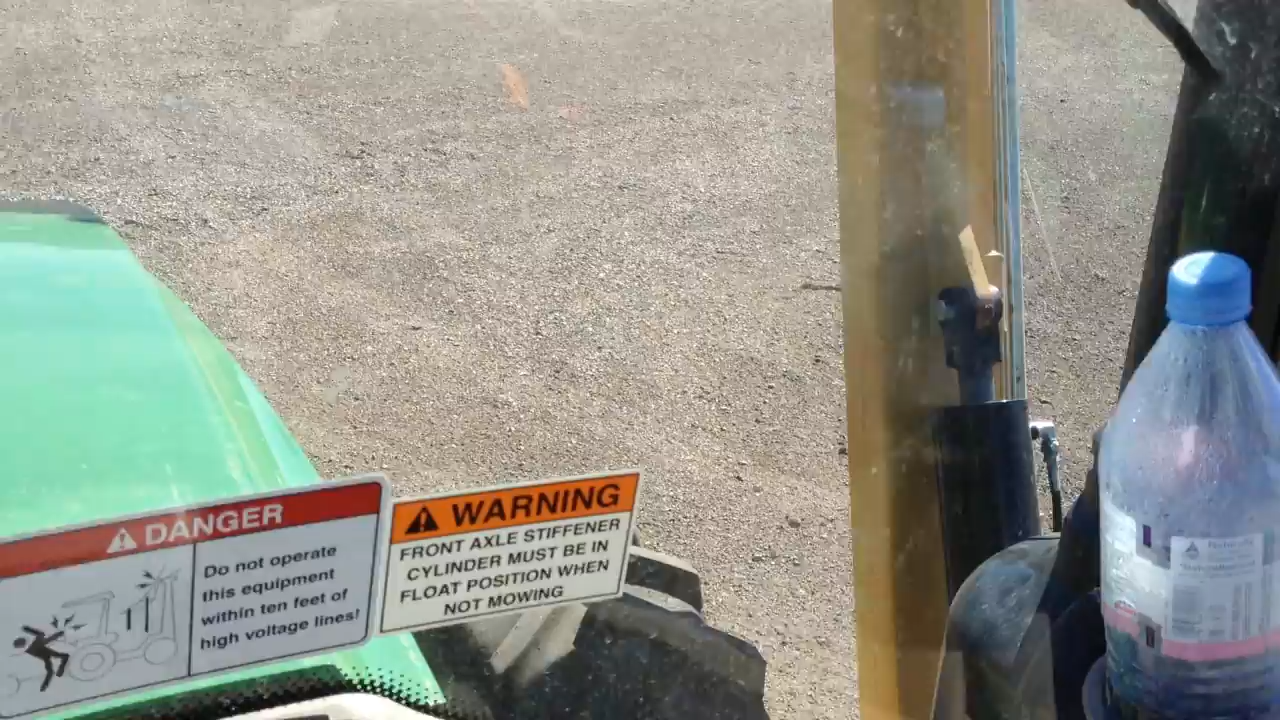 DANGER
Do not operate
this equipment
within ten feet of
high voltage lines!
WARNING
FRONT AXLE STIFFENER
CYLINDER MUST BE IN
FLOAT POSITION WHEN
NOT MOWING